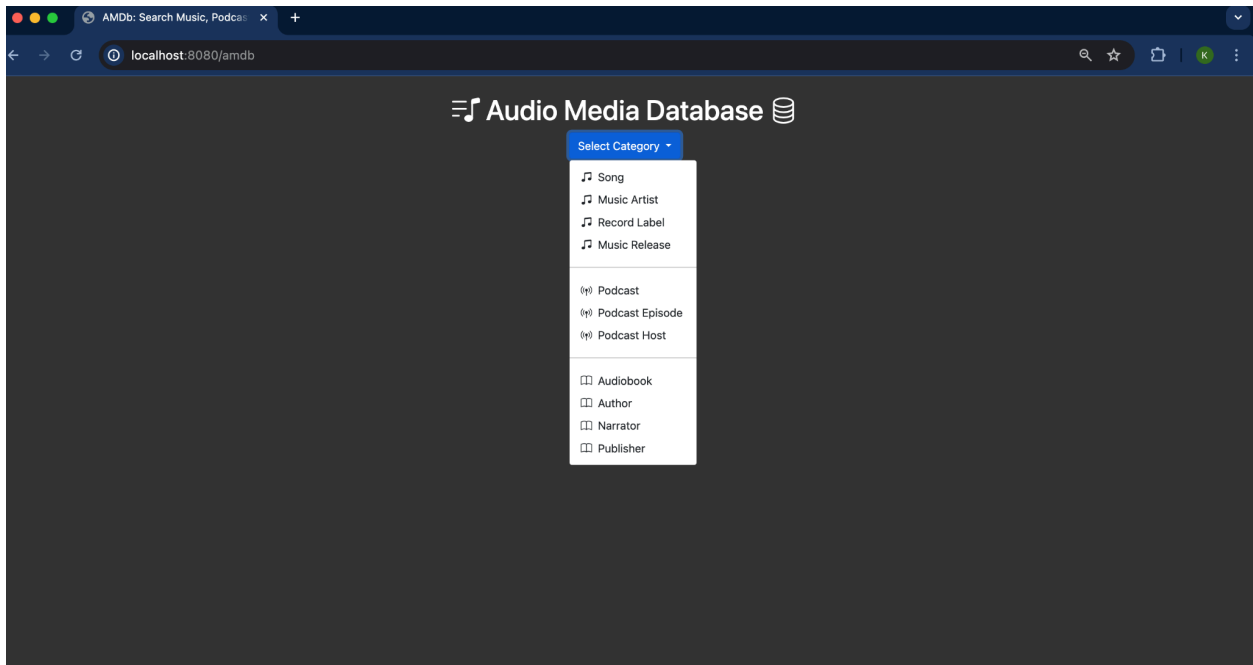 AMDb: Search Music, Podcas
localhost:8080/amdb
K
Audio Media Database
Select Category
Song
Music Artist
Record Label
Music Release
Podcast
Podcast Episode
Podcast Host
Audiobook
Author
Narrator
Publisher